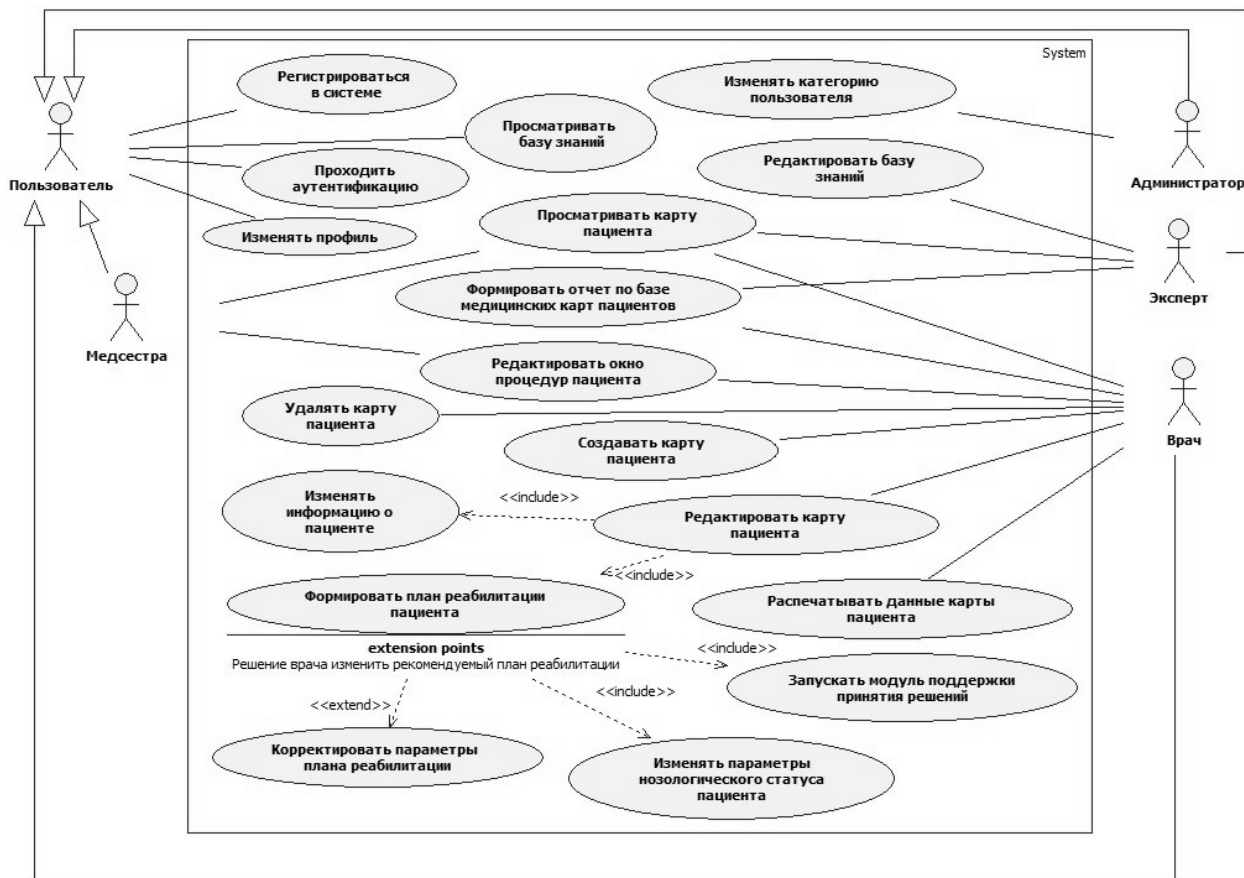 System
Регистрироваться
в системе
Изменять категорию
пользователя
Просматривать
базу знаний
Редактировать базу
знаний
Проходить
аутентификацию
Пользователь
Администратор
Просматривать карту
пациента
Изменять профиль
Формировать отчет по базе
медицинских карт пациентов
Эксперт
Медсестра
Редактировать окно
процедур пациента
Удалять карту
пациента
Создавать карту
пациента
Врач
Изменять
информацию о
пациенте
<<include>>
Редактировать карту
пациента
<<include>>
Формировать план реабилитации
пациента
Распечатывать данные карты
пациента
extension points
Решение врача изменить рекомендуемый план реабилитации
<<include>>
Запускать модуль поддержки
принятия решений
<<extend>>
<<include>>
Корректировать параметры
плана реабилитации
Изменять параметры
нозологического статуса
пациента